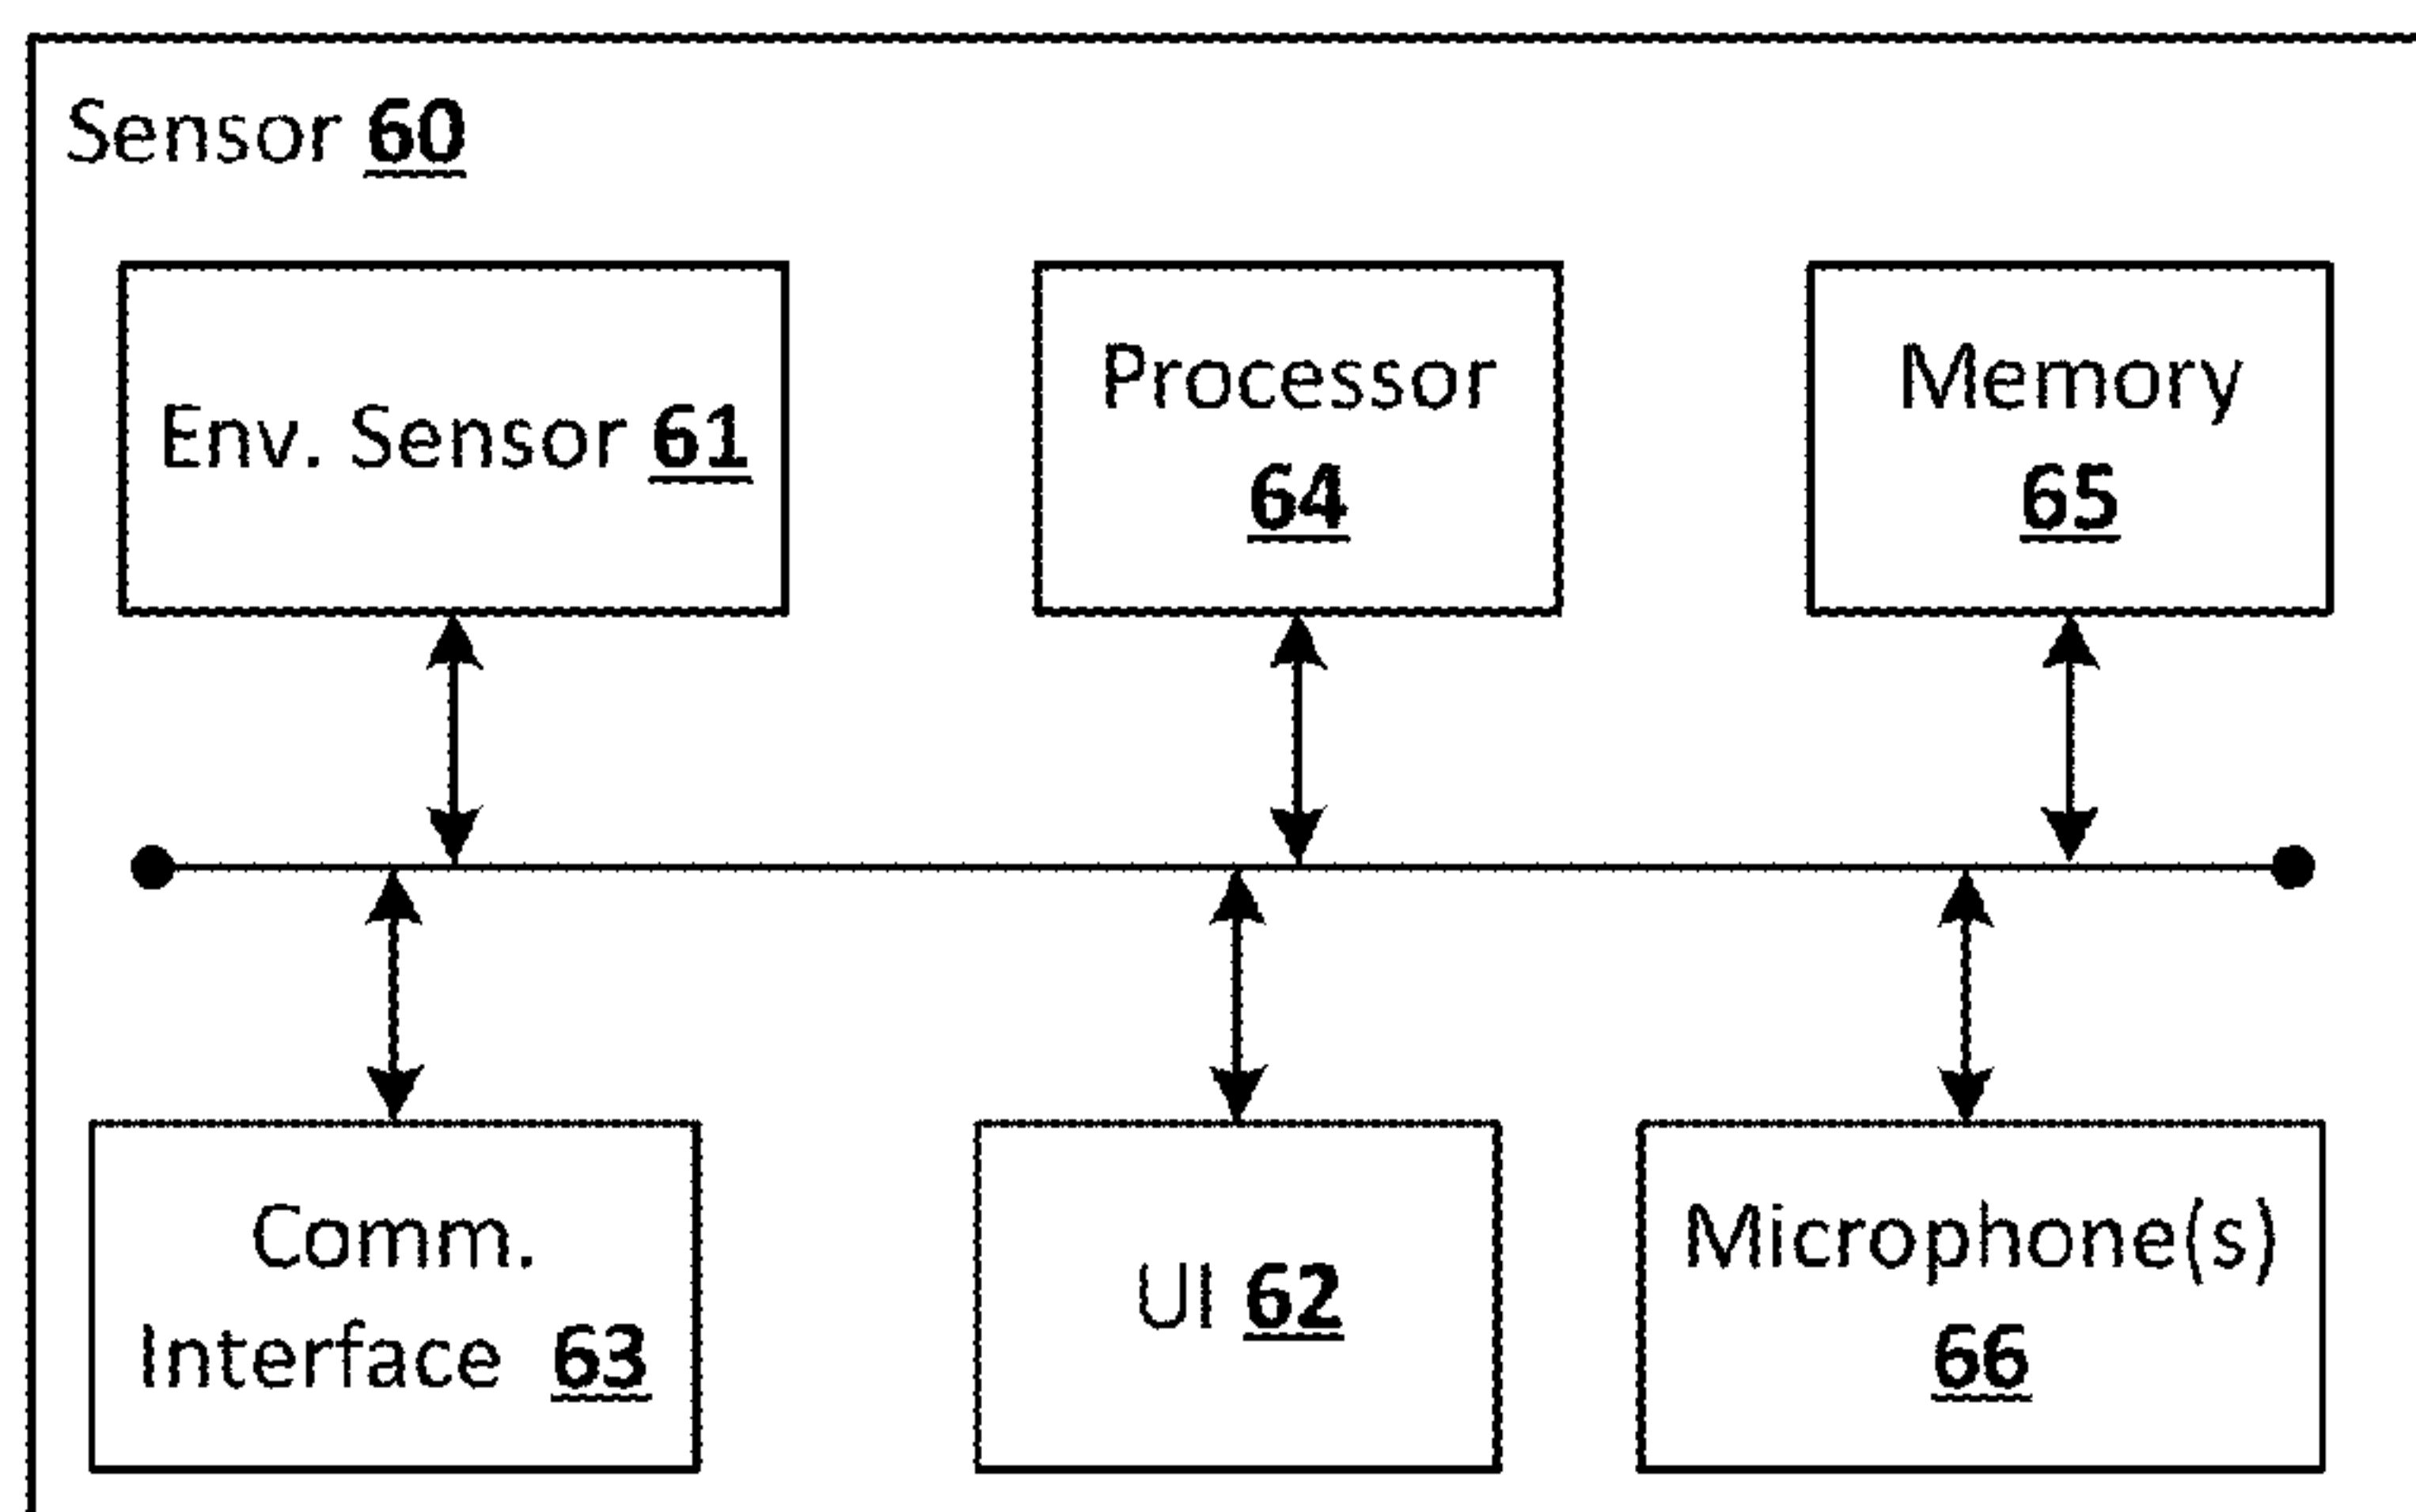 Sensor 60
Env. Sensor 61
Processor
64
Memory
65
Comm.
Interface 63
UI 62
Microphone(s)
66